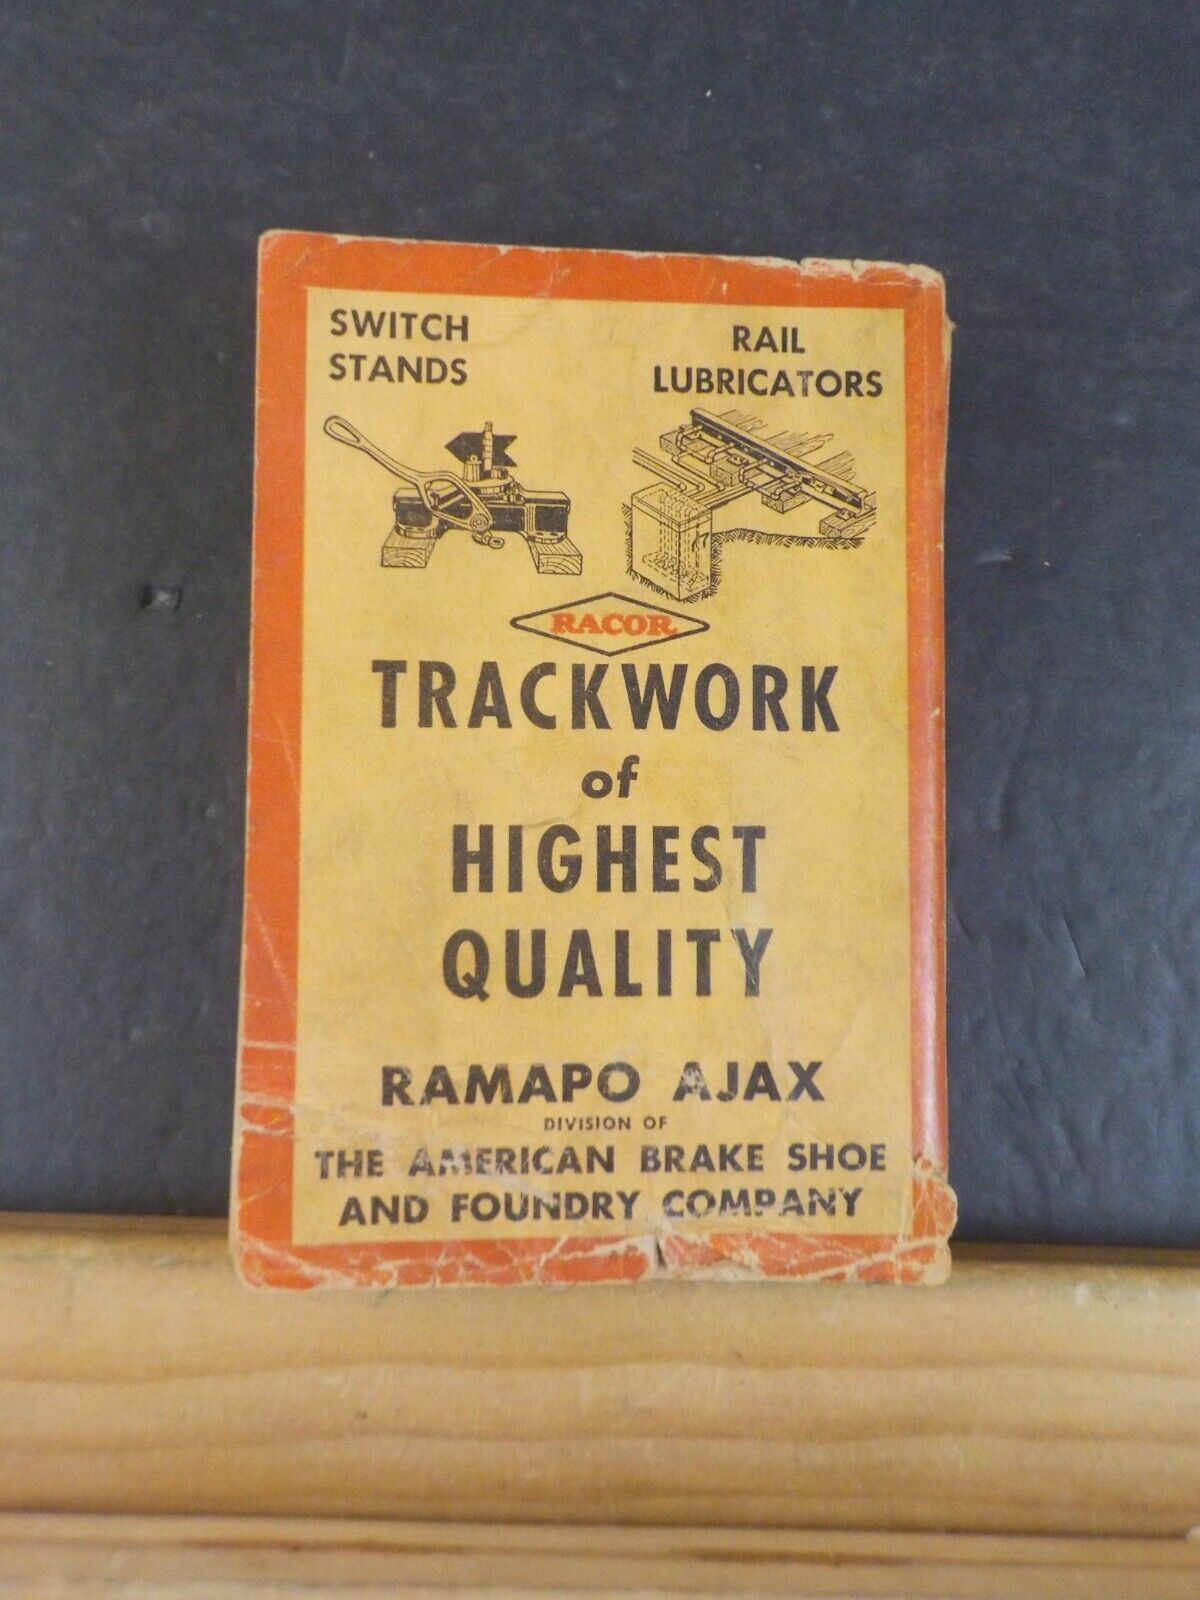 SWITCH
STANDS
RAIL
LUBRICATORS
RACOR
TRACKWORK
of
HIGHEST
QUALITY
RAMAPO AJAX
DIVISION OF
THE AMERICAN BRAKE SHOE
AND FOUNDRY COMPANY